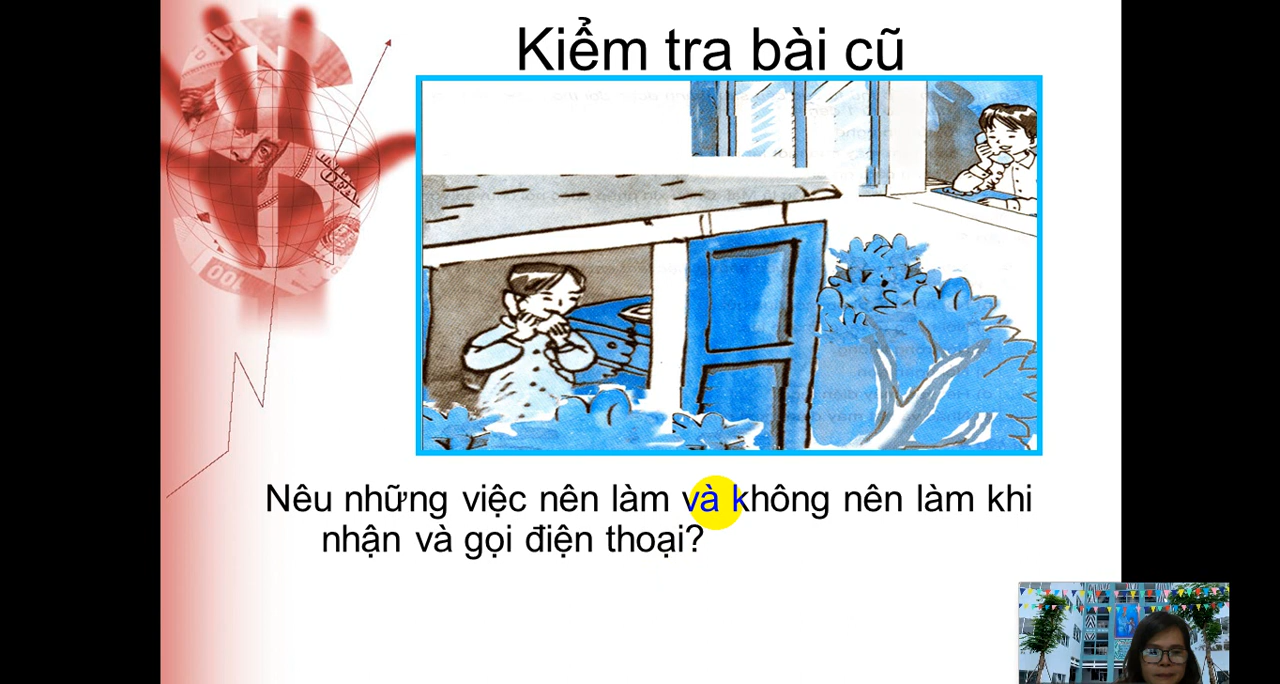 Kiểm tra bài cũ
Nêu những việc nên làm và không nên làm khi
nhận và gọi điện thoại?